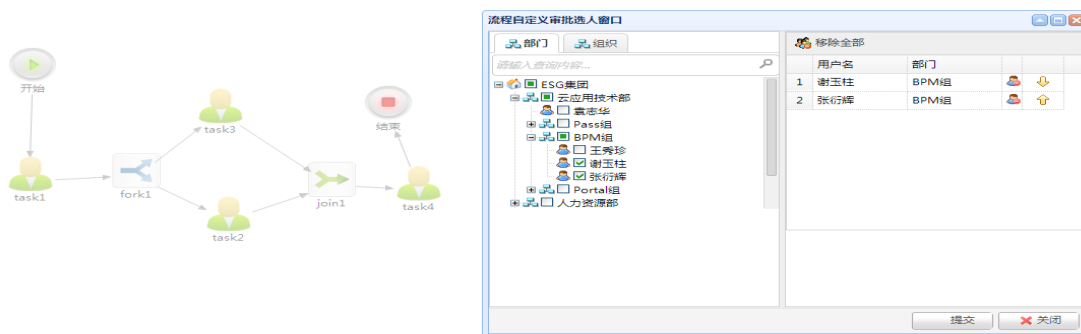 开始
task1
fork1
task3
task2
join1
结束
task4
流程自定义审批选人窗口
部门
组织
请输入查询内容...
ESG集团
云应用技术部
袁志华
Pass组
BPM组
王秀珍
谢玉柱
张衍辉
Portal组
人力资源部
移除全部
用户名 部门
1 谢玉柱 BPM组
2 张衍辉 BPM组
提交
关闭